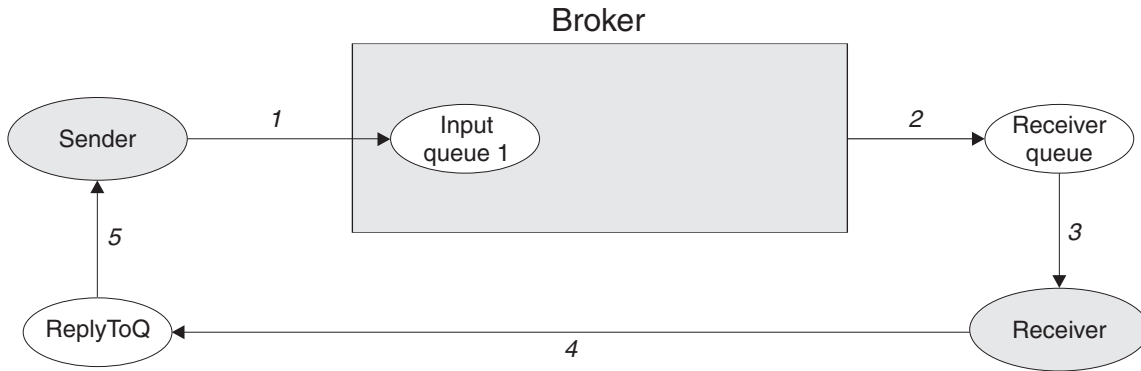 Broker
Sender
1
Input
queue 1
2
Receiver
queue
5
3
ReplyToQ
4
Receiver